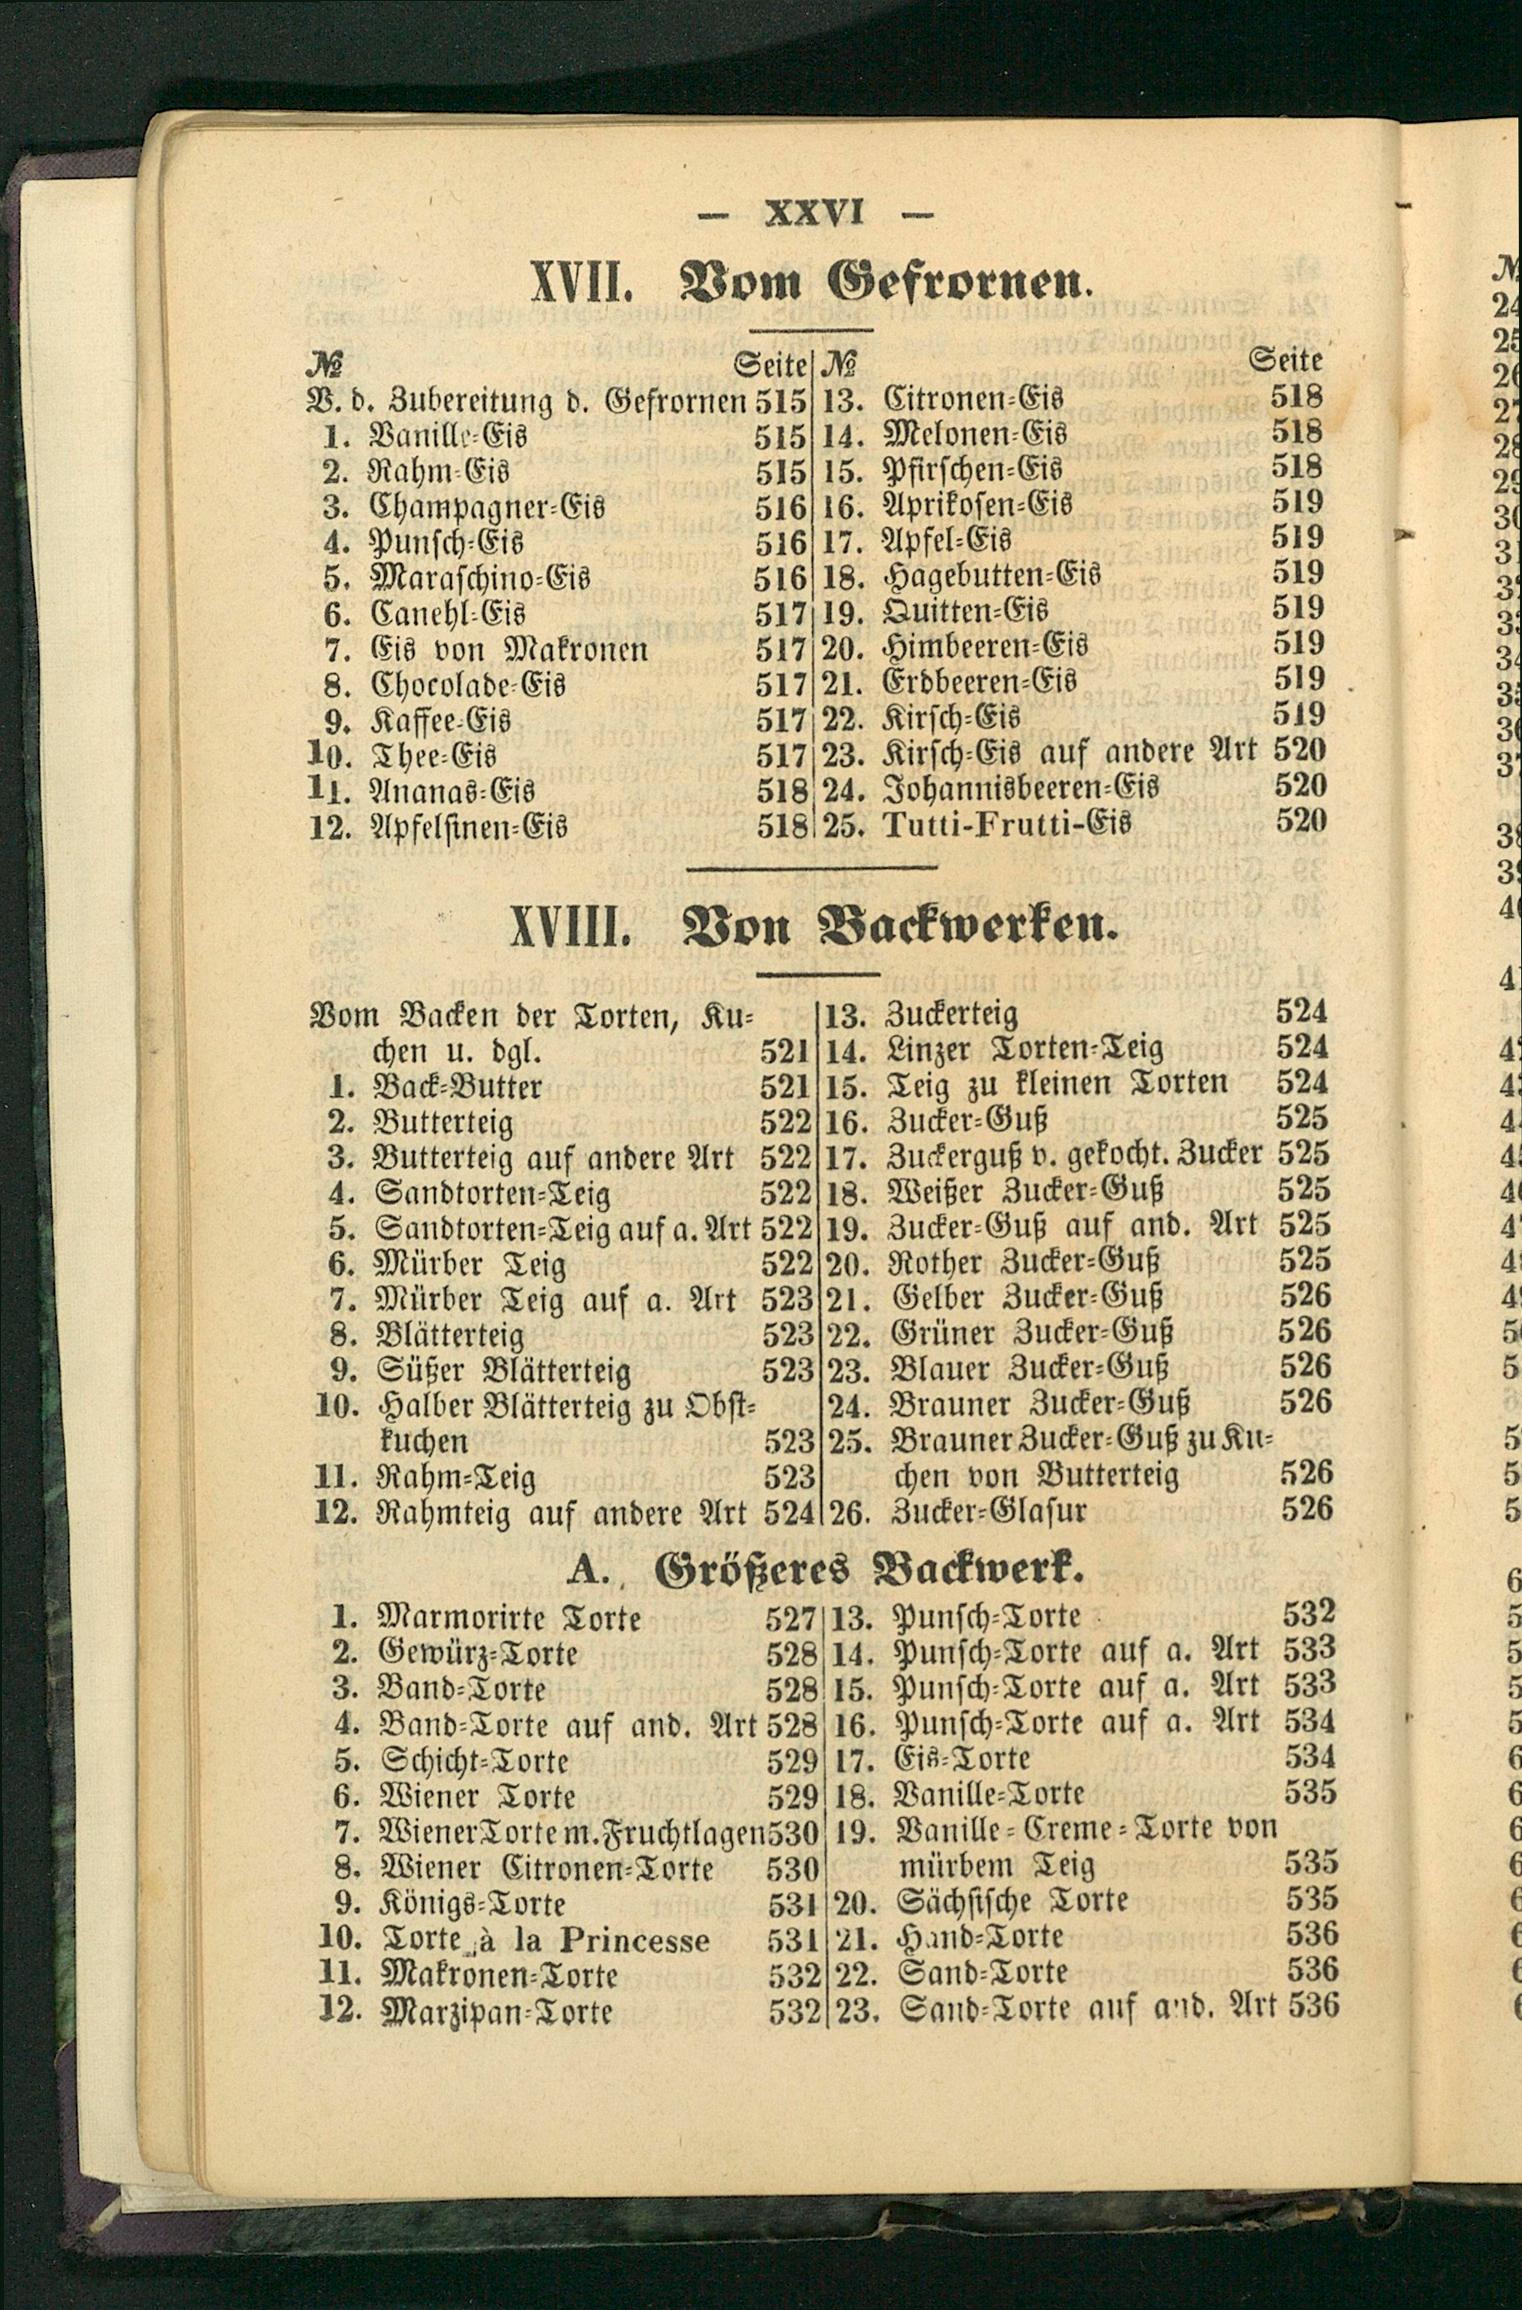 — XXVI —
XVII. Vom Gefrornen.
№ Seite
V. d. Zubereitung d. Gefrornen 515
1. Vanille-Eis 515
2. Rahm-Eis 515
3. Champagner-Eis 516
4. Punsch-Eis 516
5. Maraschino-Eis 516
6. Canehl-Eis 517
7. Eis von Makronen 517
8. Chocolade-Eis 517
9. Kaffee-Eis 517
10. Thee-Eis 517
11. Ananas-Eis 518
12. Apfelsinen-Eis 518
№ Seite
13. Citronen-Eis 518
14. Melonen-Eis 518
15. Pfirschen-Eis 518
16. Aprikosen-Eis 519
17. Apfel-Eis 519
18. Hagebutten-Eis 519
19. Quitten-Eis 519
20. Himbeeren-Eis 519
21. Erdbeeren-Eis 519
22. Kirsch-Eis 519
23. Kirsch-Eis auf andere Art 520
24. Johannisbeeren-Eis 520
25. Tutti-Frutti-Eis 520
XVIII. Von Backwerken.
Vom Backen der Torten, Ku-
chen u. dgl. 521
1. Back-Butter 521
2. Butterteig 522
3. Butterteig auf andere Art 522
4. Sandtorten-Teig 522
5. Sandtorten-Teig auf a. Art 522
6. Mürber Teig 522
7. Mürber Teig auf a. Art 523
8. Blätterteig 523
9. Süßer Blätterteig 523
10. Halber Blätterteig zu Obst-
kuchen 523
11. Rahm-Teig 523
12. Rahmteig auf andere Art 524
13. Zuckerteig 524
14. Linzer Torten-Teig 524
15. Teig zu kleinen Torten 524
16. Zucker-Guß 525
17. Zuckerguß v. gekocht. Zucker 525
18. Weißer Zucker-Guß 525
19. Zucker-Guß auf and. Art 525
20. Rother Zucker-Guß 525
21. Gelber Zucker-Guß 526
22. Grüner Zucker-Guß 526
23. Blauer Zucker-Guß 526
24. Brauner Zucker-Guß 526
25. Brauner Zucker-Guß zu Ku-
chen von Butterteig 526
26. Zucker-Glasur 526
A. Größeres Backwerk.
1. Marmorirte Torte 527
2. Gewürz-Torte 528
3. Band-Torte 528
4. Band-Torte auf and. Art 528
5. Schicht-Torte 529
6. Wiener Torte 529
7. Wiener Torte m. Fruchtlagen 530
8. Wiener Citronen-Torte 530
9. Königs-Torte 531
10. Torte à la Princesse 531
11. Makronen-Torte 532
12. Marzipan-Torte 532
13. Punsch-Torte 532
14. Punsch-Torte auf a. Art 533
15. Punsch-Torte auf a. Art 533
16. Punsch-Torte auf a. Art 534
17. Eis-Torte 534
18. Vanille-Torte 535
19. Vanille-Creme-Torte von
mürbem Teig 535
20. Sächsische Torte 535
21. Hand-Torte 536
22. Sand-Torte 536
23. Sand-Torte auf and. Art 536